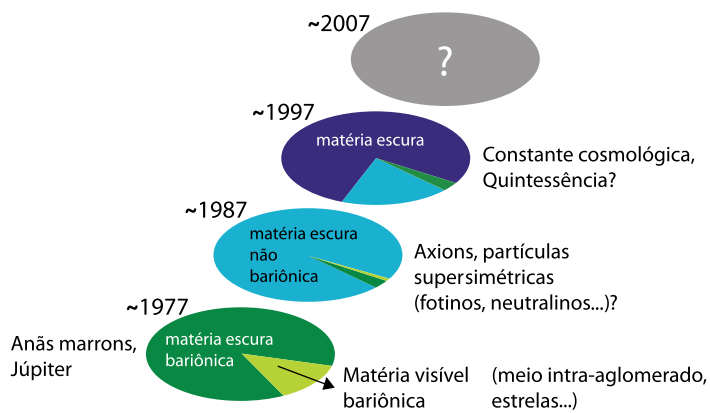 ~2007
?
~1997
matéria escura
Constante cosmológica,
Quintessência?
~1987
matéria escura
não
bariônica
Axions, partículas
supersimétricas
(fotinos, neutralinos...)?
~1977
matéria escura
bariônica
Anãs marrons,
Júpiter
Matéria visível
bariônica
(meio intra-aglomerado,
estrelas...)